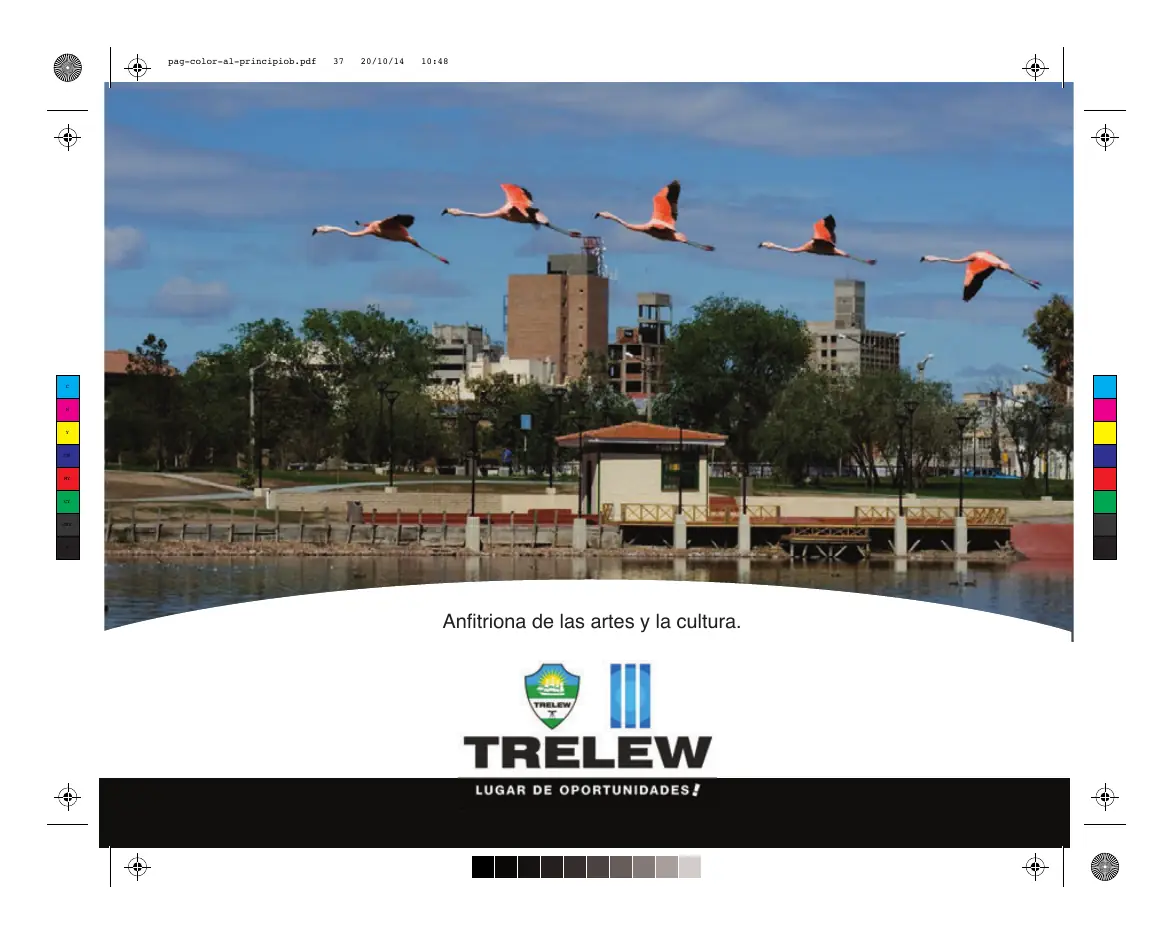 pag-color-al-principiob.pdf 37 20/10/14 10:48
Anfitriona de las artes y la cultura.
TRELEW
TRELEW
LUGAR DE OPORTUNIDADES!